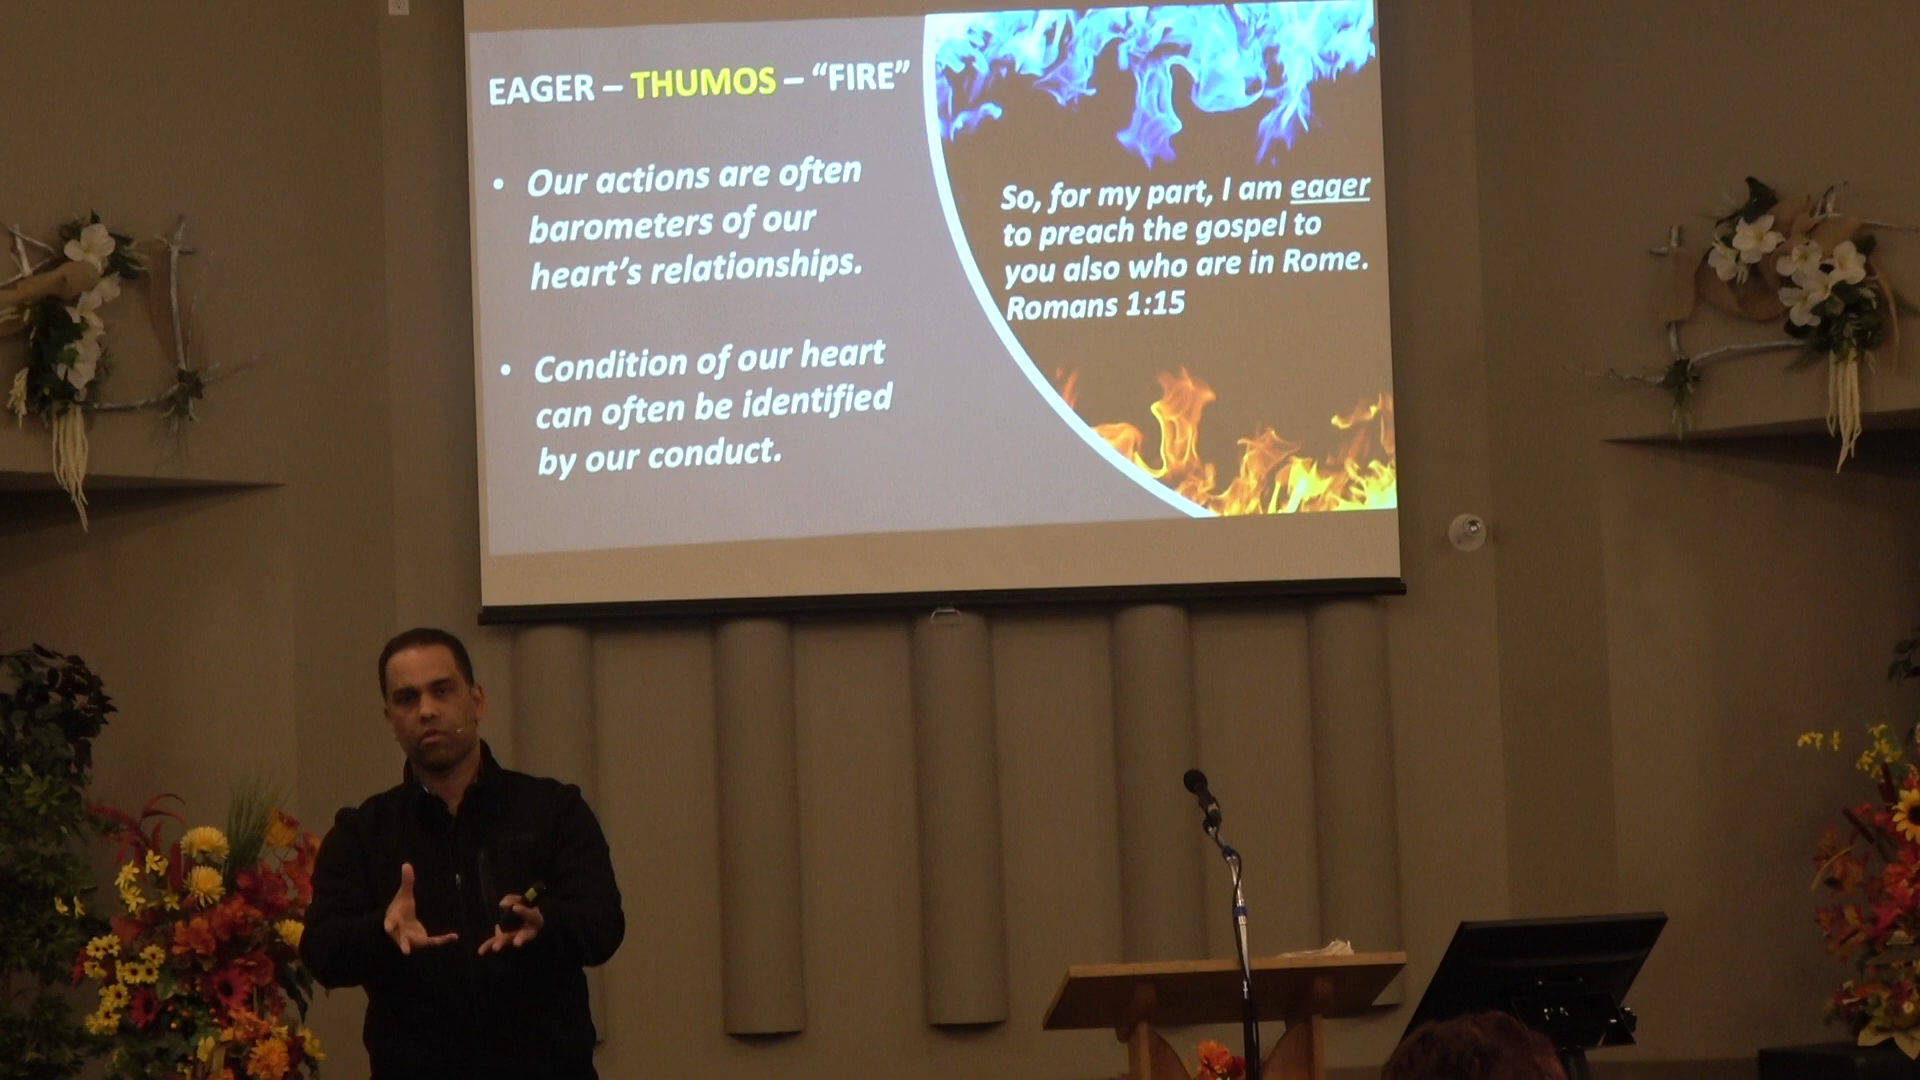 EAGER – THUMOS – “FIRE”
• Our actions are often
barometers of our
heart’s relationships.
• Condition of our heart
can often be identified
by our conduct.
So, for my part, I am eager
to preach the gospel to
you also who are in Rome.
Romans 1:15